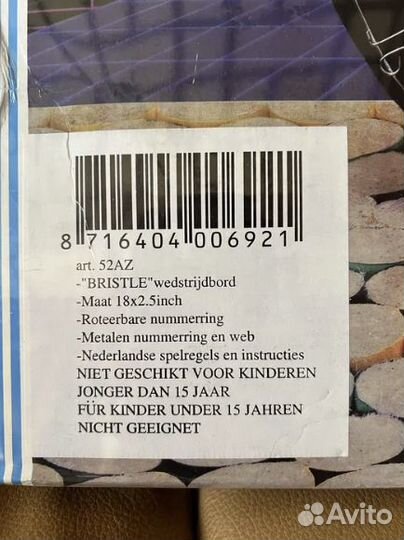 8 716404 006921
art. 52AZ
-"BRISTLE"wedstrijdbord
-Maat 18x2.5inch
-Roteerbare nummerring
-Metalen nummerring en web
-Nederlandse spelregels en instructies
NIET GESCHIKT VOOR KINDEREN
JONGER DAN 15 JAAR
FÜR KINDER UNDER 15 JAHREN
NICHT GEEIGNET
Avito